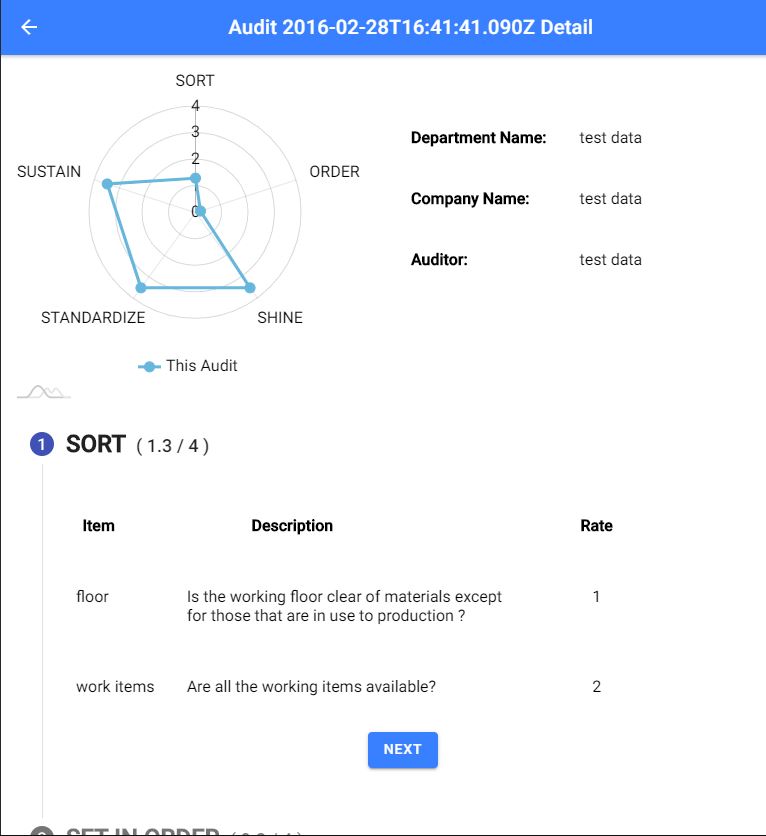 Audit 2016-02-28T16:41:41.090Z Detail
SORT
4
3
2
0
SUSTAIN
ORDER
STANDARDIZE
SHINE
This Audit
Department Name: test data
Company Name: test data
Auditor: test data
1 SORT ( 1.3 / 4 )
Item Description Rate
floor Is the working floor clear of materials except 1
for those that are in use to production ?
work items Are all the working items available? 2
NEXT
SET IN ORDER